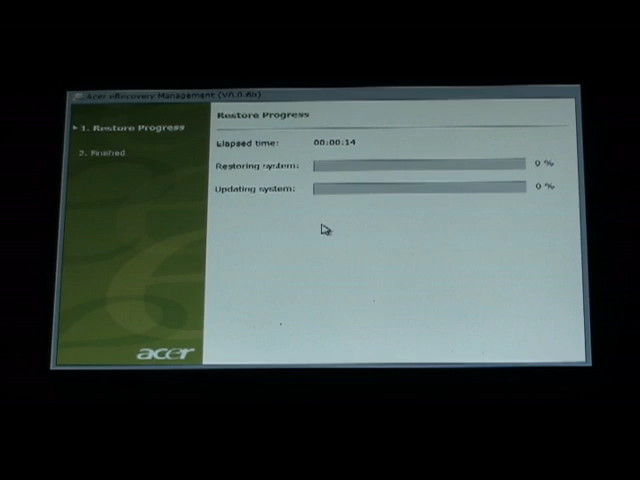 Acer eRecovery Management (V0.0.60)
1. Restore Progress
2. Finished
Restore Progress
Elapsed time: 00:00:14
Restoring system: 0 %
Updating system: 0 %
acer